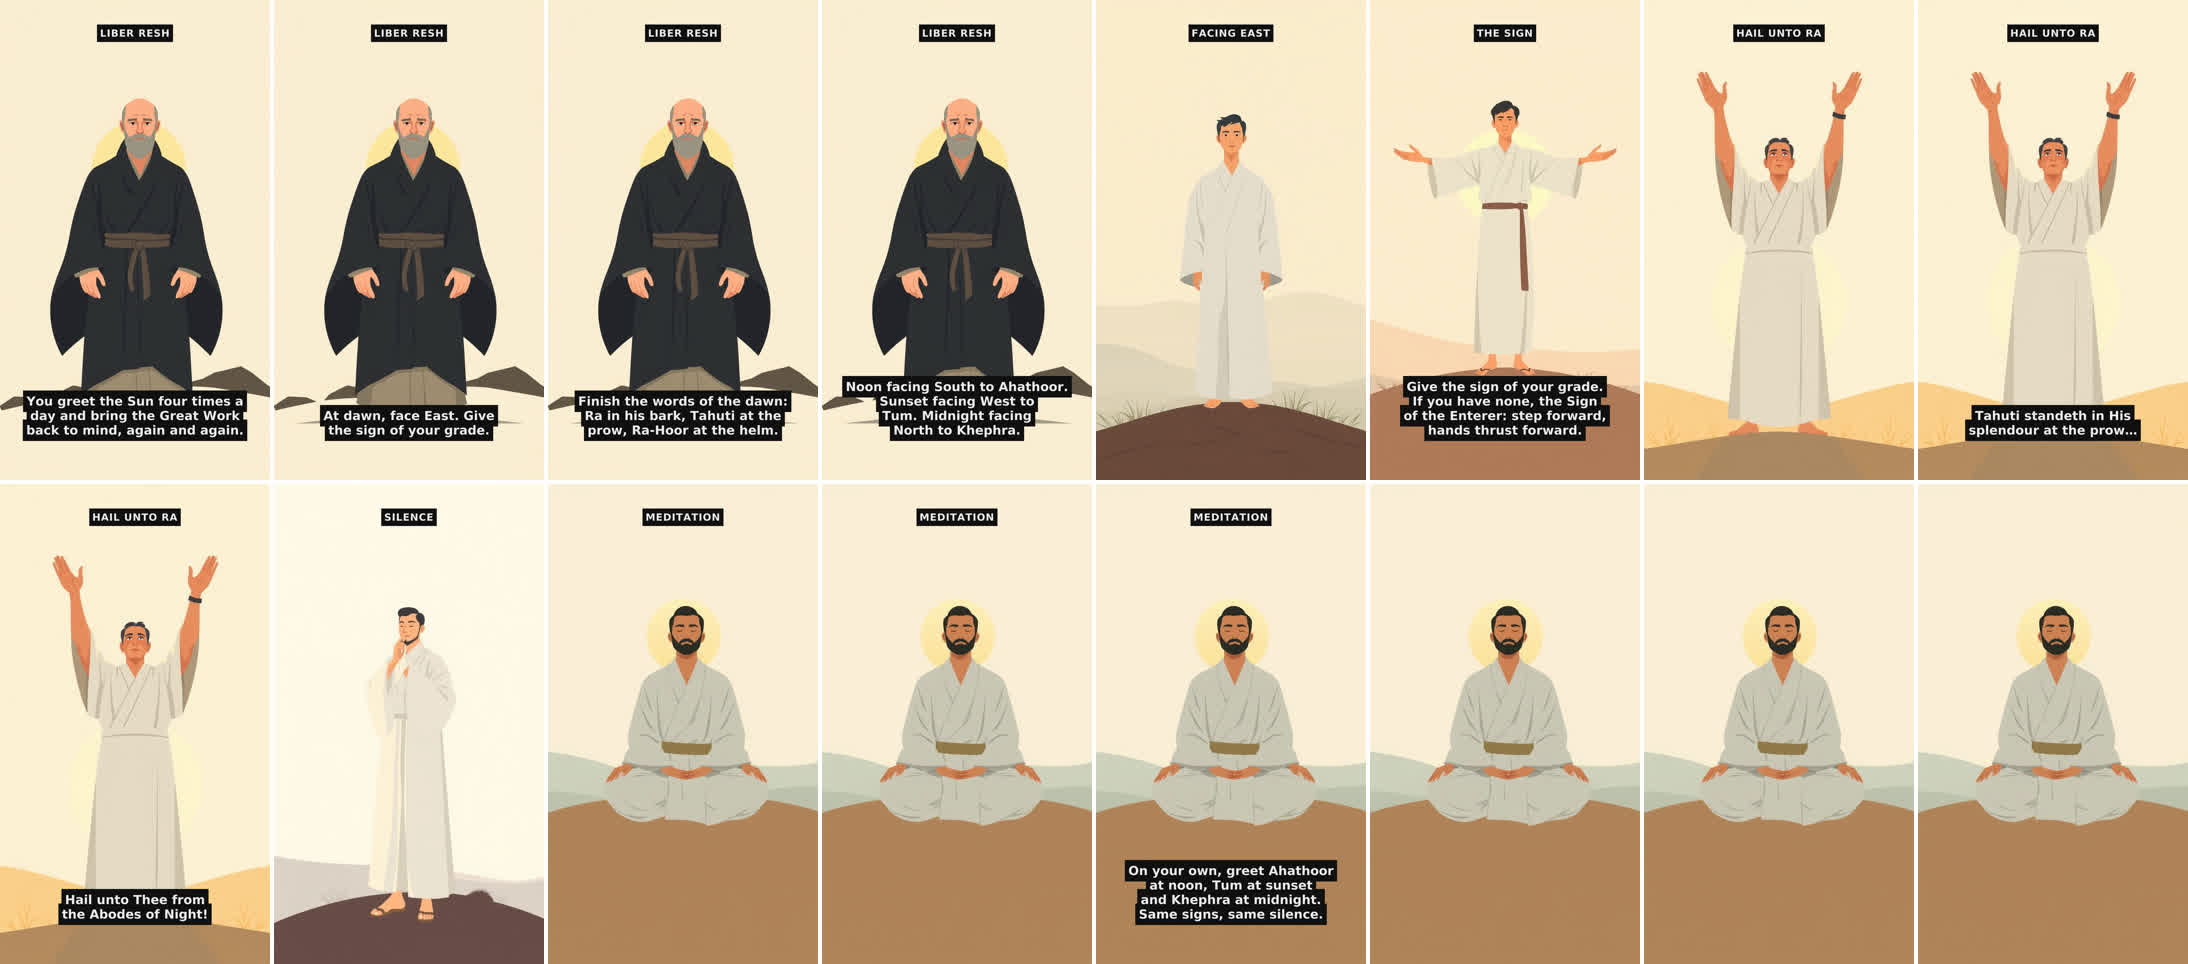 LIBER RESH
You greet the Sun four times a
day and bring the Great Work
back to mind, again and again.
LIBER RESH
At dawn, face East. Give
the sign of your grade.
LIBER RESH
Finish the words of the dawn:
Ra in his bark, Tahuti at the
prow, Ra-Hoor at the helm.
LIBER RESH
Noon facing South to Ahathoor.
Sunset facing West to
Tum. Midnight facing
North to Khephra.
FACING EAST
THE SIGN
Give the sign of your grade.
If you have none, the Sign
of the Enterer: step forward,
hands thrust forward.
HAIL UNTO RA
HAIL UNTO RA
Tahuti standeth in His
splendour at the prow…
HAIL UNTO RA
Hail unto Thee from
the Abodes of Night!
SILENCE
MEDITATION
MEDITATION
MEDITATION
On your own, greet Ahathoor
at noon, Tum at sunset
and Khephra at midnight.
Same signs, same silence.